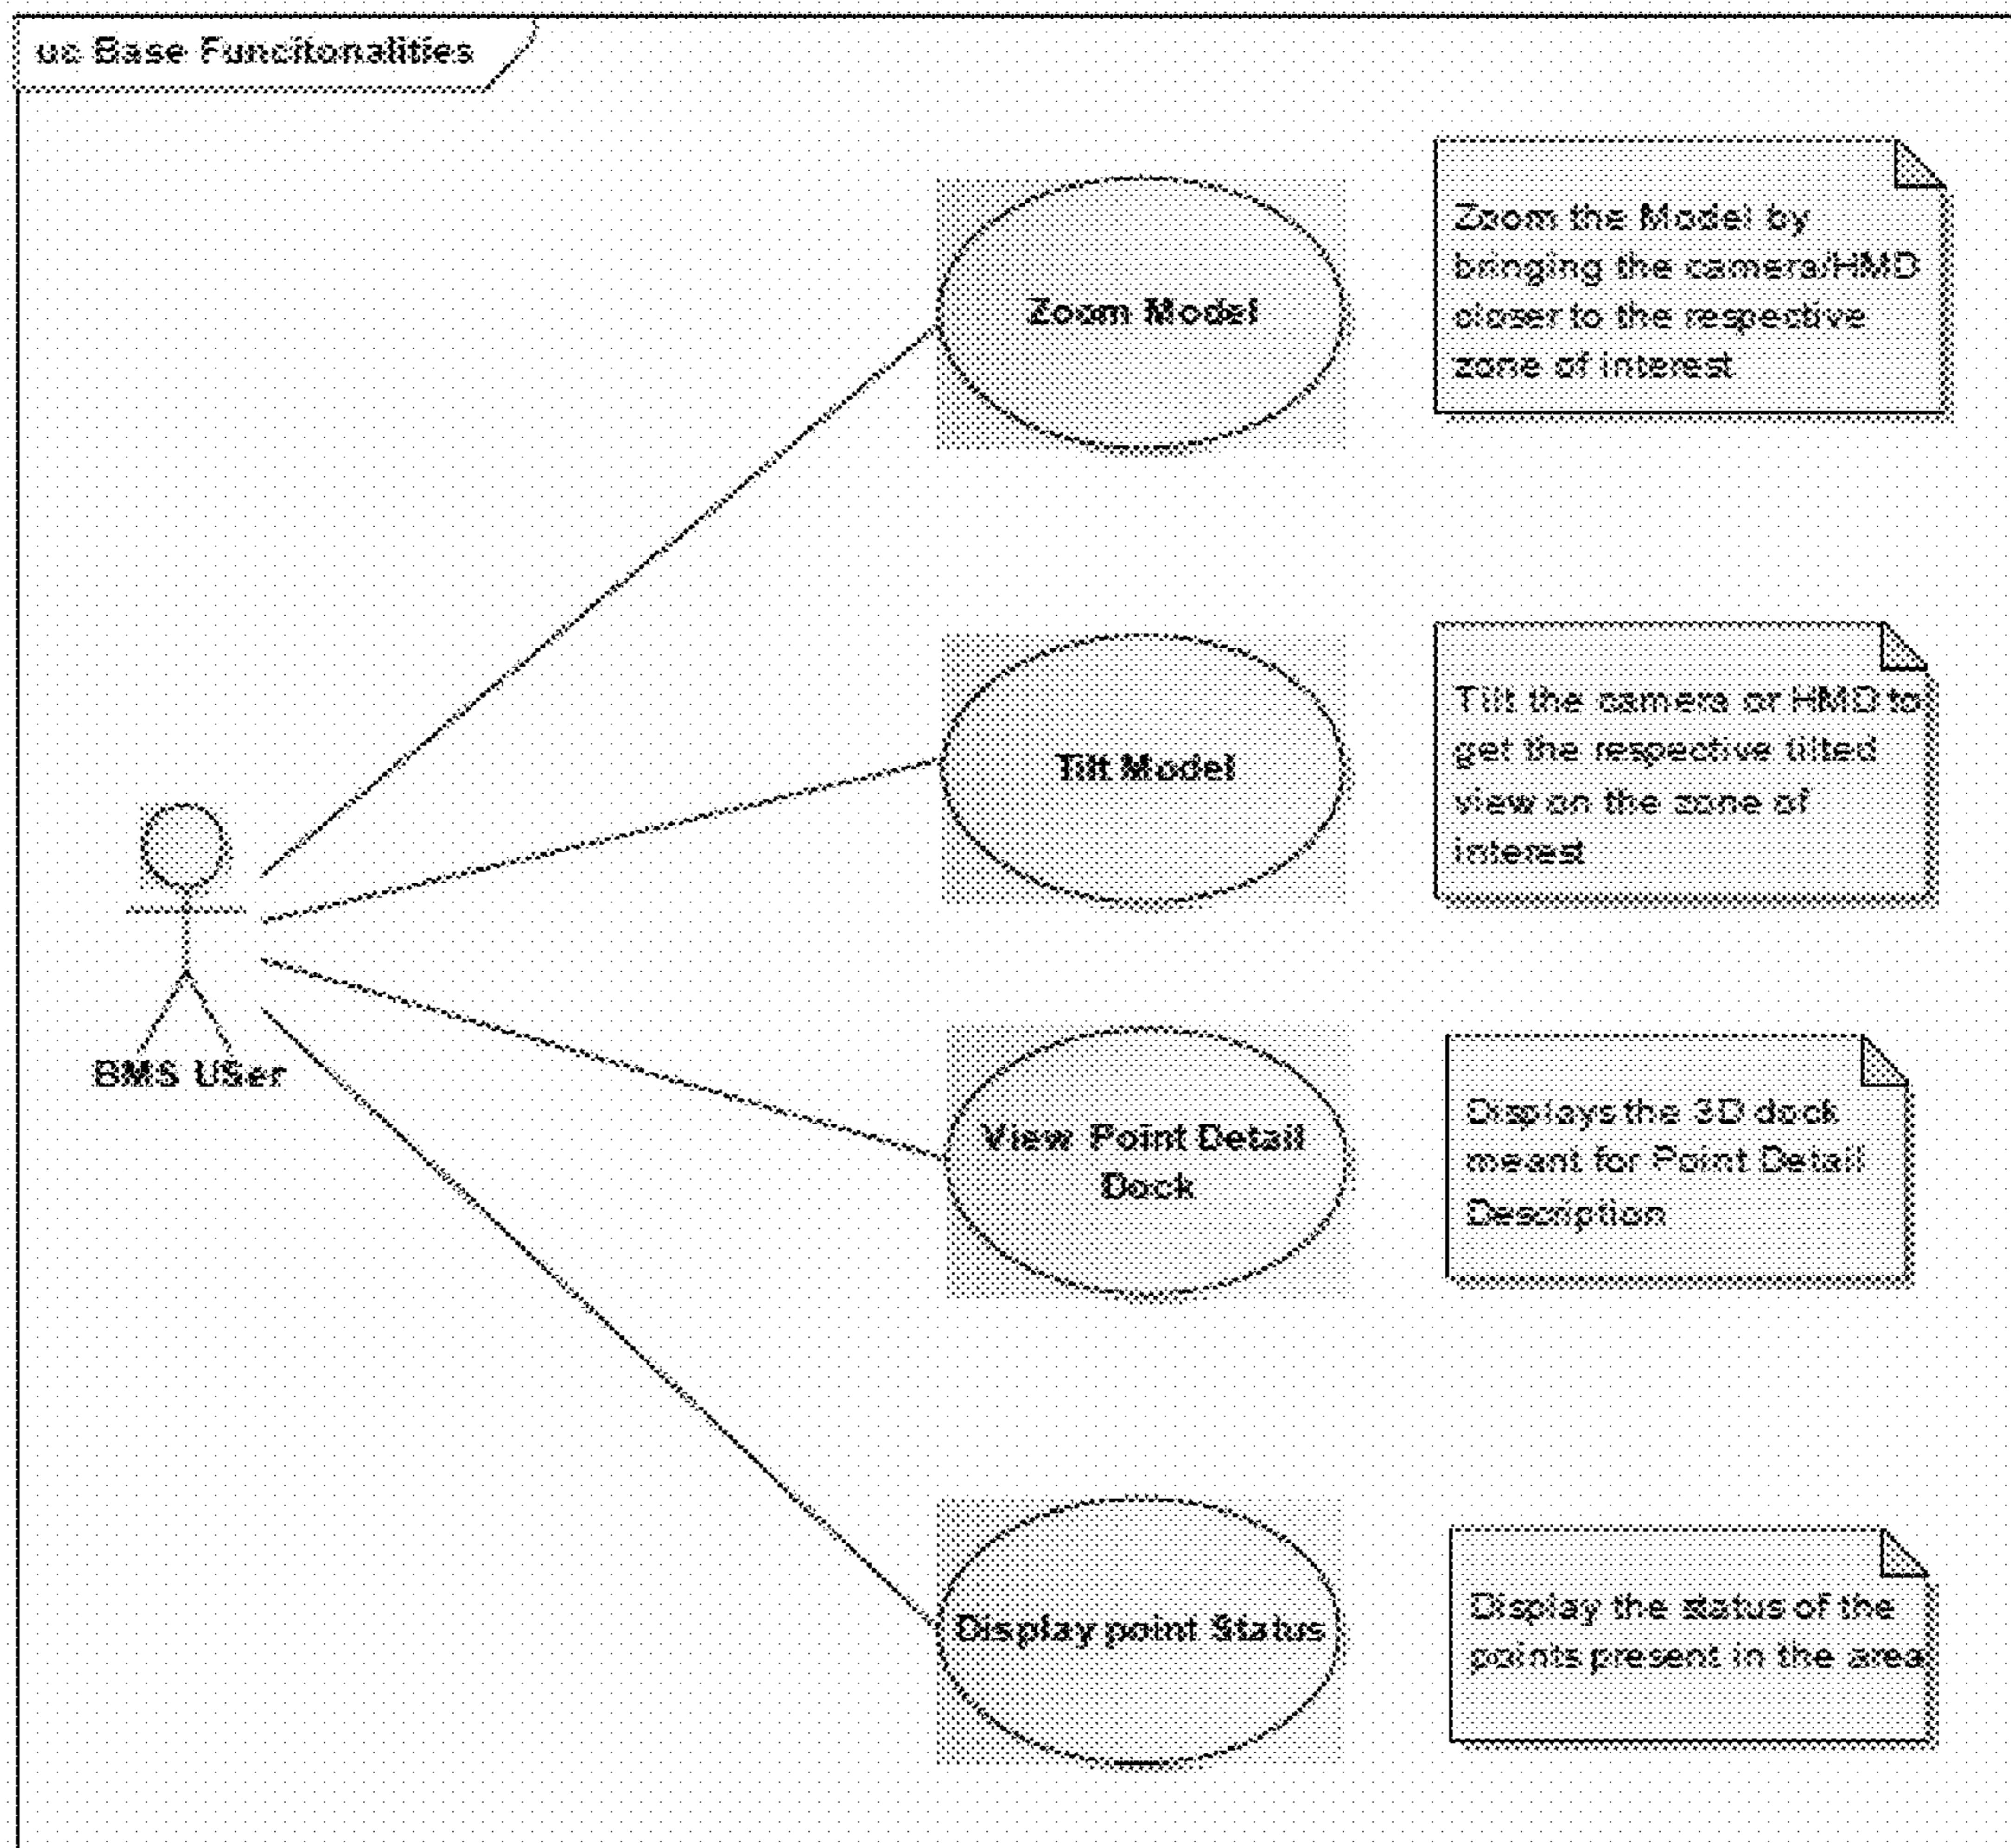 uc Base Funcitonalities
Zoom Model
Zoom the Model by
bringing the camera/HMD
closer to the respective
zone of interest
Tilt Model
Tilt the camera or HMD to
get the respective tilted
view on the zone of
interest
BMS USer
View Point Detail
Dock
Displays the 3D dock
meant for Point Detail
Description
Display point Status
Display the status of the
points present in the area